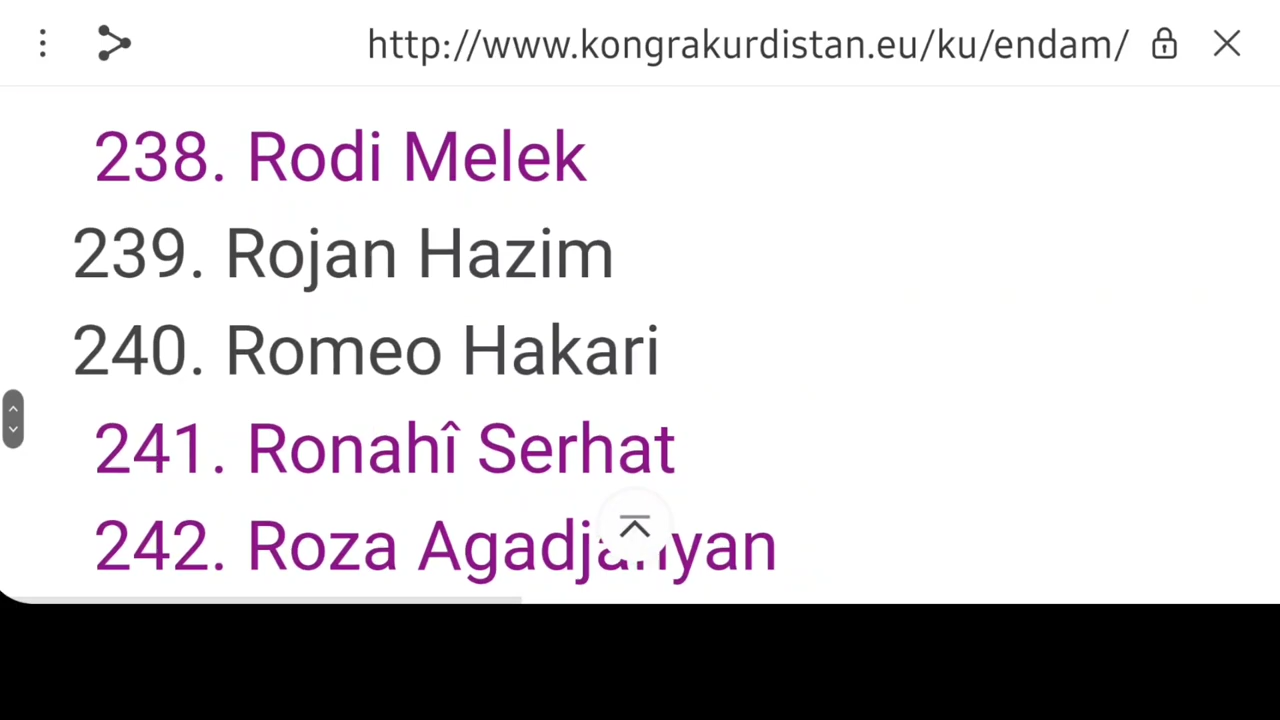 http://www.kongrakurdistan.eu/ku/endam/
238. Rodi Melek
239. Rojan Hazim
240. Romeo Hakari
241. Ronahî Serhat
242. Roza